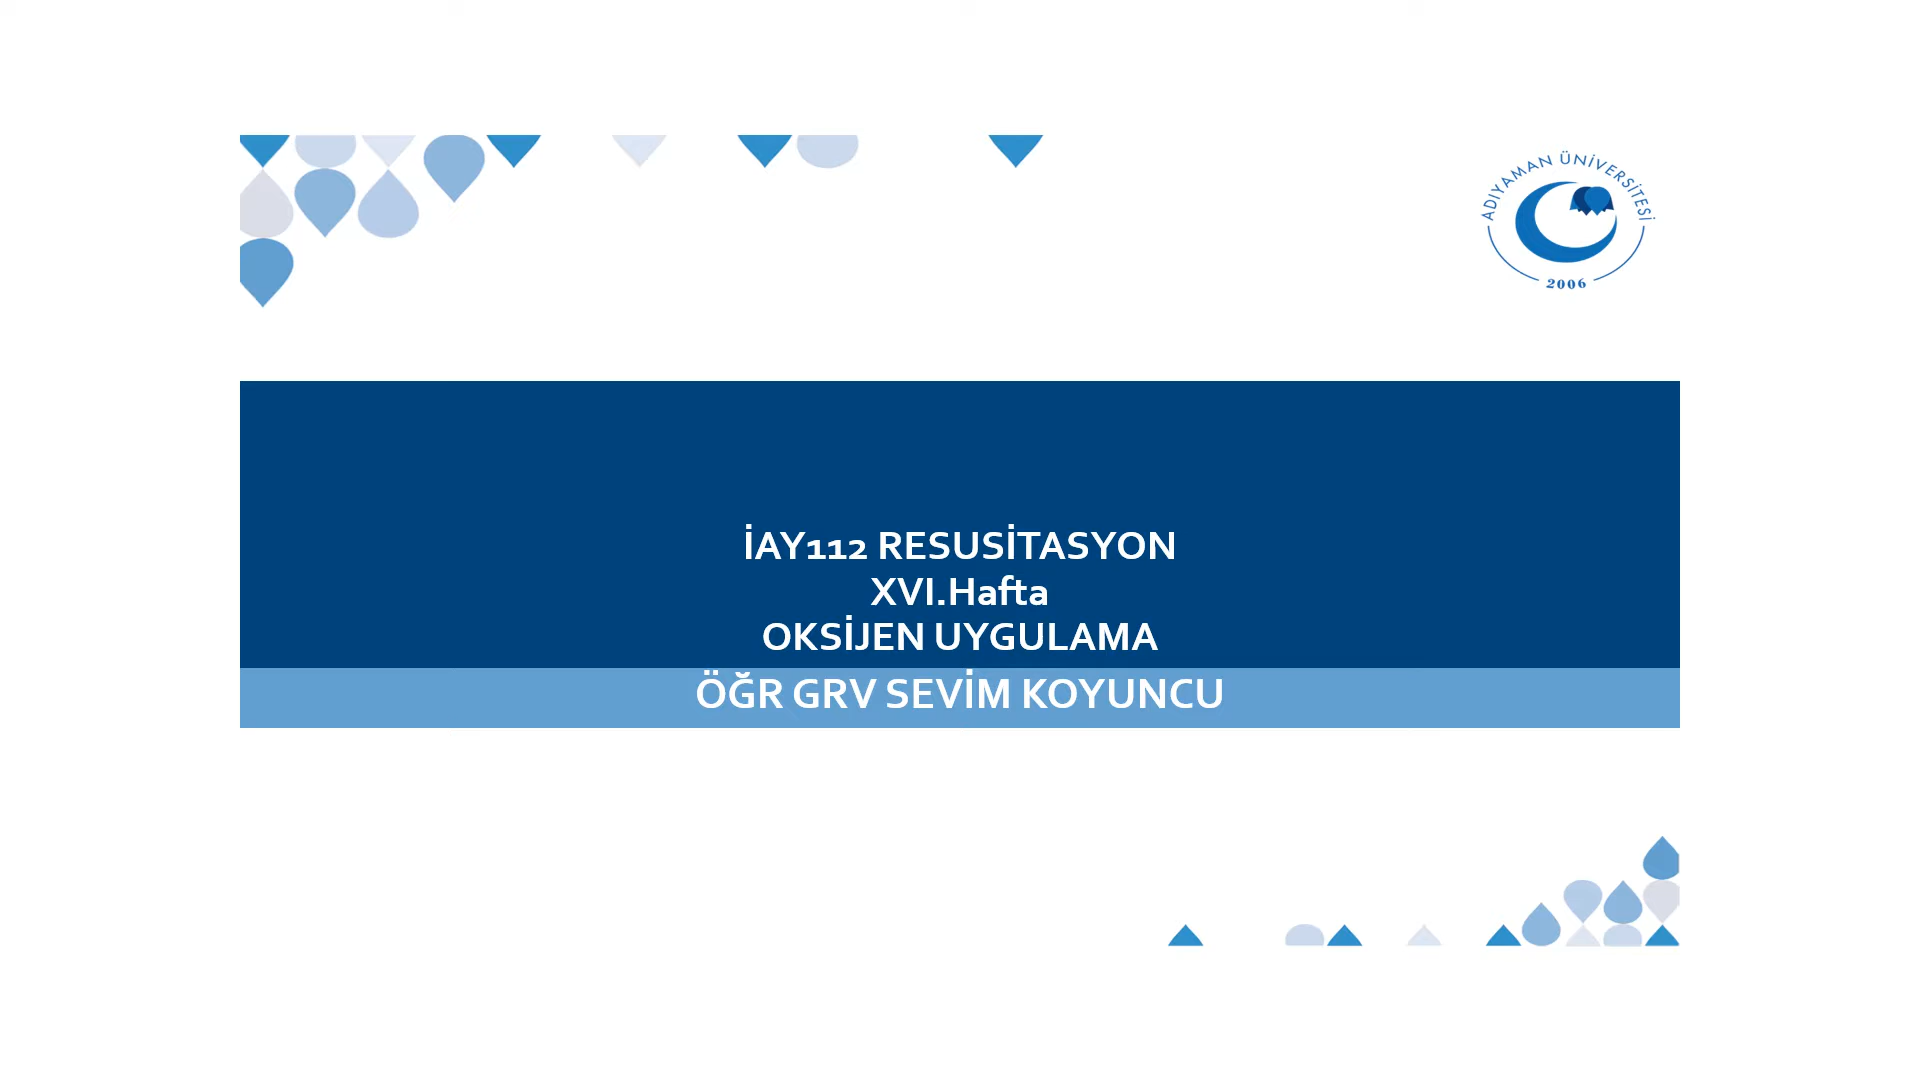 ADIYAMAN ÜNİVERSİTESİ
2006
İAY112 RESUSİTASYON
XVI.Hafta
OKSİJEN UYGULAMA
ÖĞR GRV SEVİM KOYUNCU